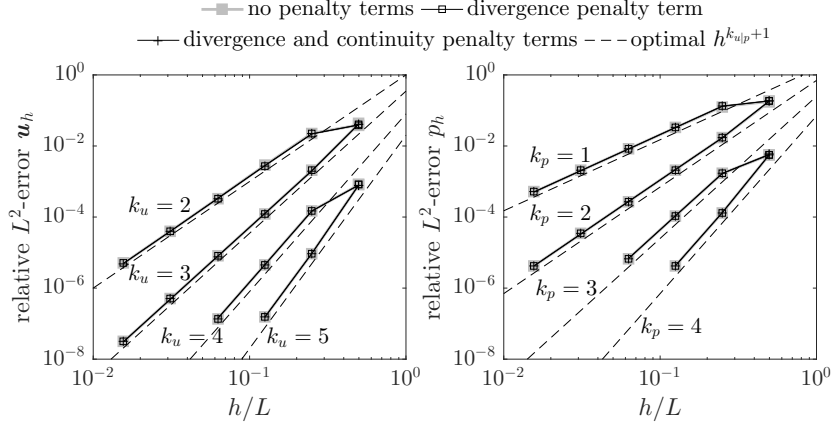 no penalty terms divergence penalty term
divergence and continuity penalty terms optimal $h^{k_{u|p}+1}$
relative $L^2$-error $\boldsymbol{u}_h$
$10^0$
$10^{-2}$
$10^{-4}$
$10^{-6}$
$10^{-8}$
$k_u = 2$
$k_u = 3$
$k_u = 4$
$k_u = 5$
$10^{-2}$ $10^{-1}$ $10^0$
$h/L$
relative $L^2$-error $p_h$
$10^0$
$10^{-2}$
$10^{-4}$
$10^{-6}$
$10^{-8}$
$k_p = 1$
$k_p = 2$
$k_p = 3$
$k_p = 4$
$10^{-2}$ $10^{-1}$ $10^0$
$h/L$